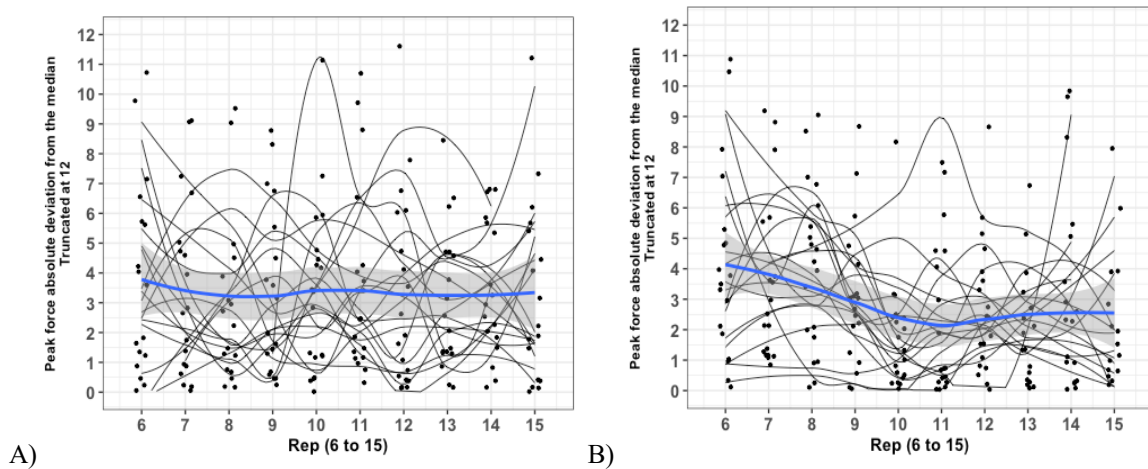 Peak force absolute deviation from the median
Truncated at 12
12
11
10
9
8
7
6
5
4
3
2
1
0
6 7 8 9 10 11 12 13 14 15
Rep (6 to 15)
A)
Peak force absolute deviation from the median
Truncated at 12
12
11
10
9
8
7
6
5
4
3
2
1
0
6 7 8 9 10 11 12 13 14 15
Rep (6 to 15)
B)